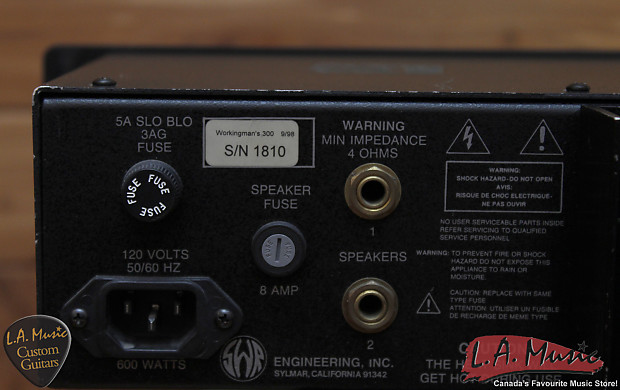 5A SLO BLO
3AG
FUSE
FUSE FUSE FUSE FUSE
120 VOLTS
50/60 HZ
600 WATTS
Workingman's 300 9/98
S/N 1810
SPEAKER
FUSE
8 AMP
WARNING
MIN IMPEDANCE
4 OHMS
1
SPEAKERS
2
SWR
ENGINEERING, INC.
SYLMAR, CALIFORNIA 91342
WARNING:
SHOCK HAZARD-DO NOT OPEN
AVIS:
RISQUE DE CHOC ELECTRIQUE-
NE PAS OUVRIR
NO USER SERVICEABLE PARTS INSIDE
REFER SERVICING TO QUALIFIED
SERVICE PERSONNEL
WARNING: TO PREVENT FIRE OR SHOCK
HAZARD DO NOT EXPOSE THIS
APPLIANCE TO RAIN OR
MOISTURE.
CAUTION: REPLACE WITH SAME
TYPE FUSE
ATTENTION: UTILISER UN FUSIBLE
DE RECHARGE DE MEME TYPE
THE
GET
USE
L.A. Music
Custom
Guitars
L.A. Music
Canada's Favourite Music Store!